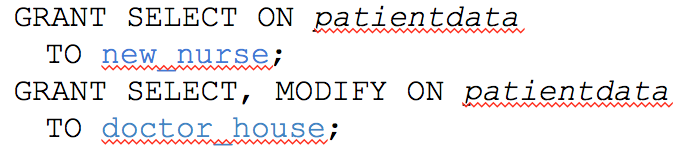 GRANT SELECT ON patientdata
TO new_nurse;
GRANT SELECT, MODIFY ON patientdata
TO doctor_house;